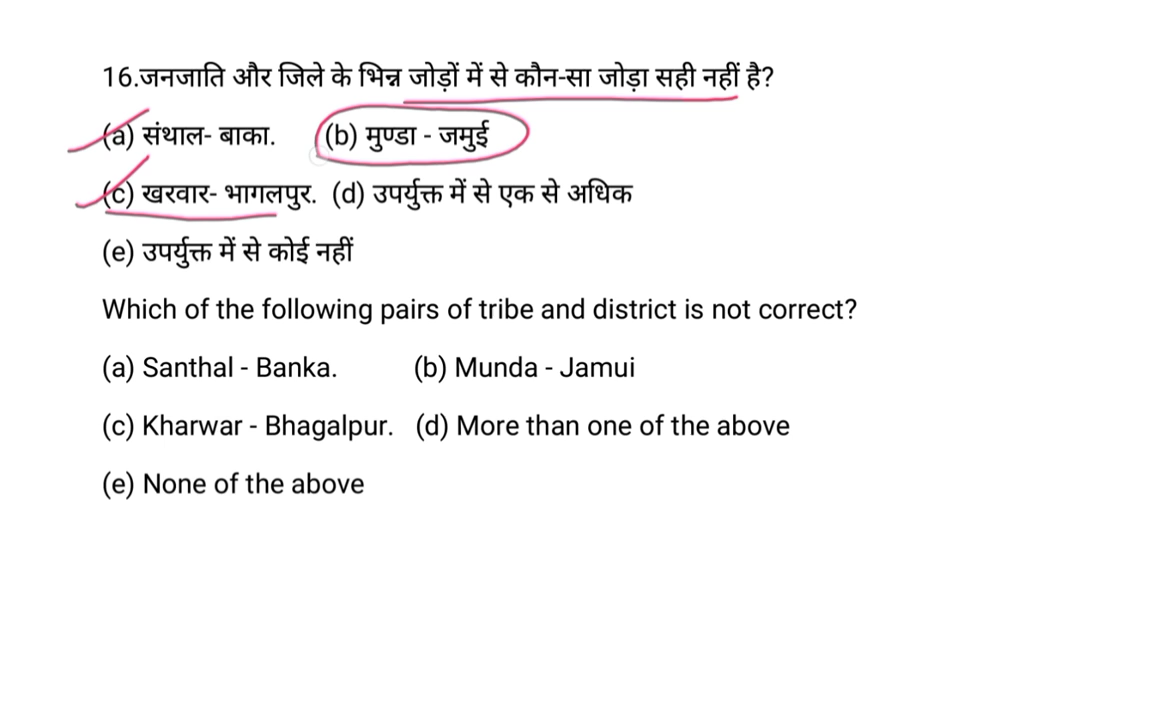 16.जनजाति और जिले के भिन्न जोड़ों में से कौन-सा जोड़ा सही नहीं है?
(a) संथाल- बाका. (b) मुण्डा - जमुई
(c) खरवार- भागलपुर. (d) उपर्युक्त में से एक से अधिक
(e) उपर्युक्त में से कोई नहीं
Which of the following pairs of tribe and district is not correct?
(a) Santhal - Banka. (b) Munda - Jamui
(c) Kharwar - Bhagalpur. (d) More than one of the above
(e) None of the above